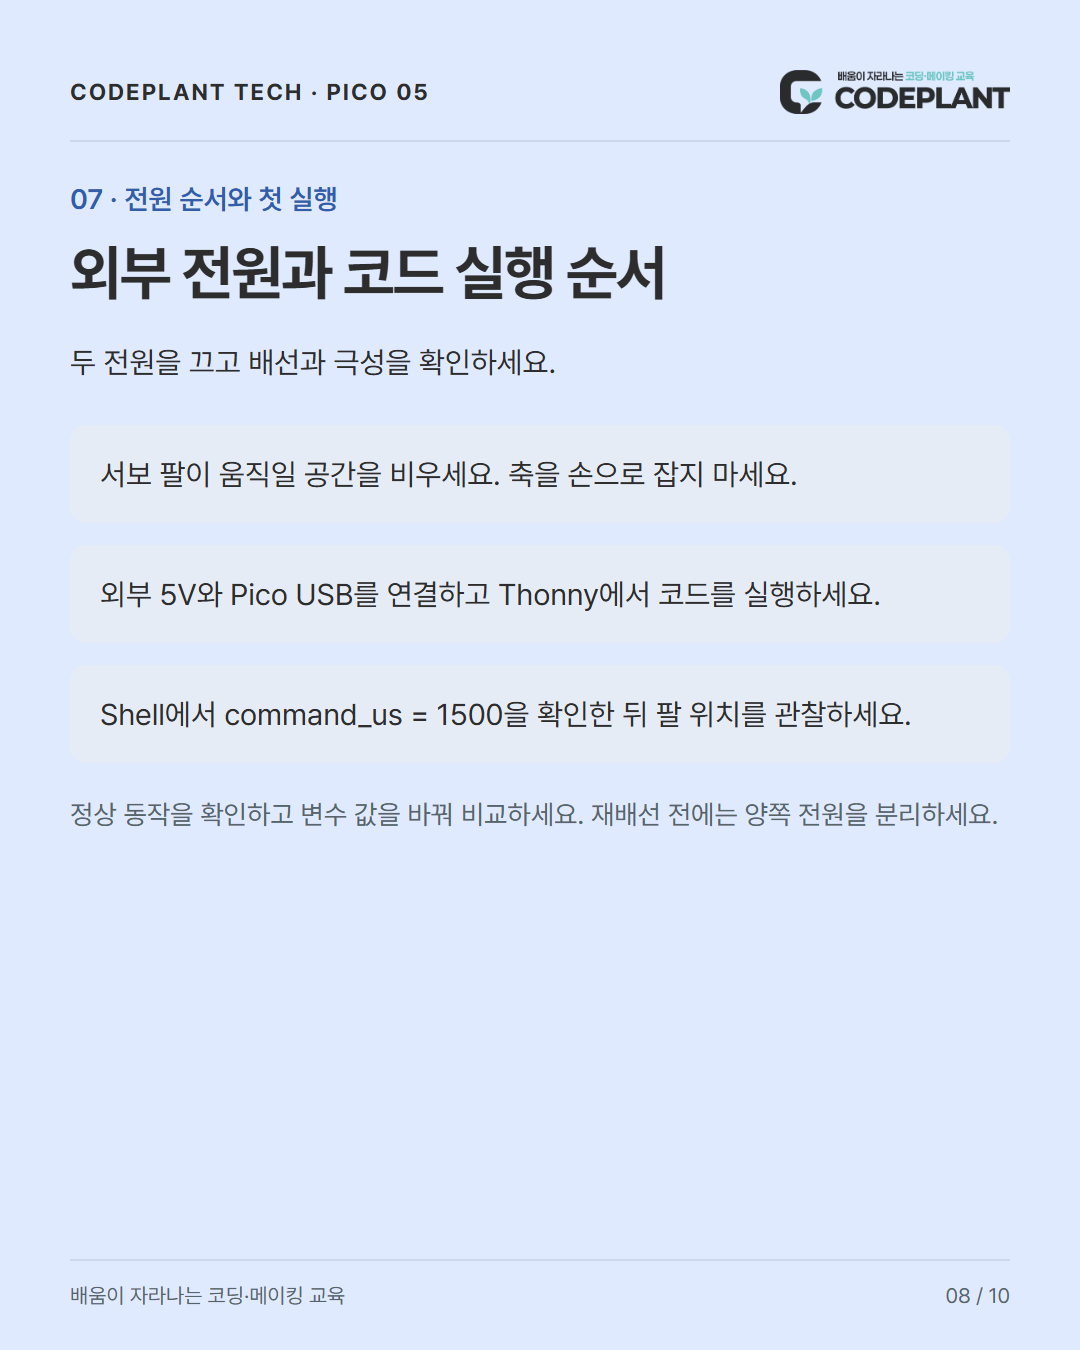 CODEPLANT TECH · PICO 05
배움이 자라나는 코딩·메이킹 교육
CODEPLANT
07 · 전원 순서와 첫 실행
외부 전원과 코드 실행 순서
두 전원을 끄고 배선과 극성을 확인하세요.
서보 팔이 움직일 공간을 비우세요. 축을 손으로 잡지 마세요.
외부 5V와 Pico USB를 연결하고 Thonny에서 코드를 실행하세요.
Shell에서 command_us = 1500을 확인한 뒤 팔 위치를 관찰하세요.
정상 동작을 확인하고 변수 값을 바꿔 비교하세요. 재배선 전에는 양쪽 전원을 분리하세요.
배움이 자라나는 코딩·메이킹 교육
08 / 10